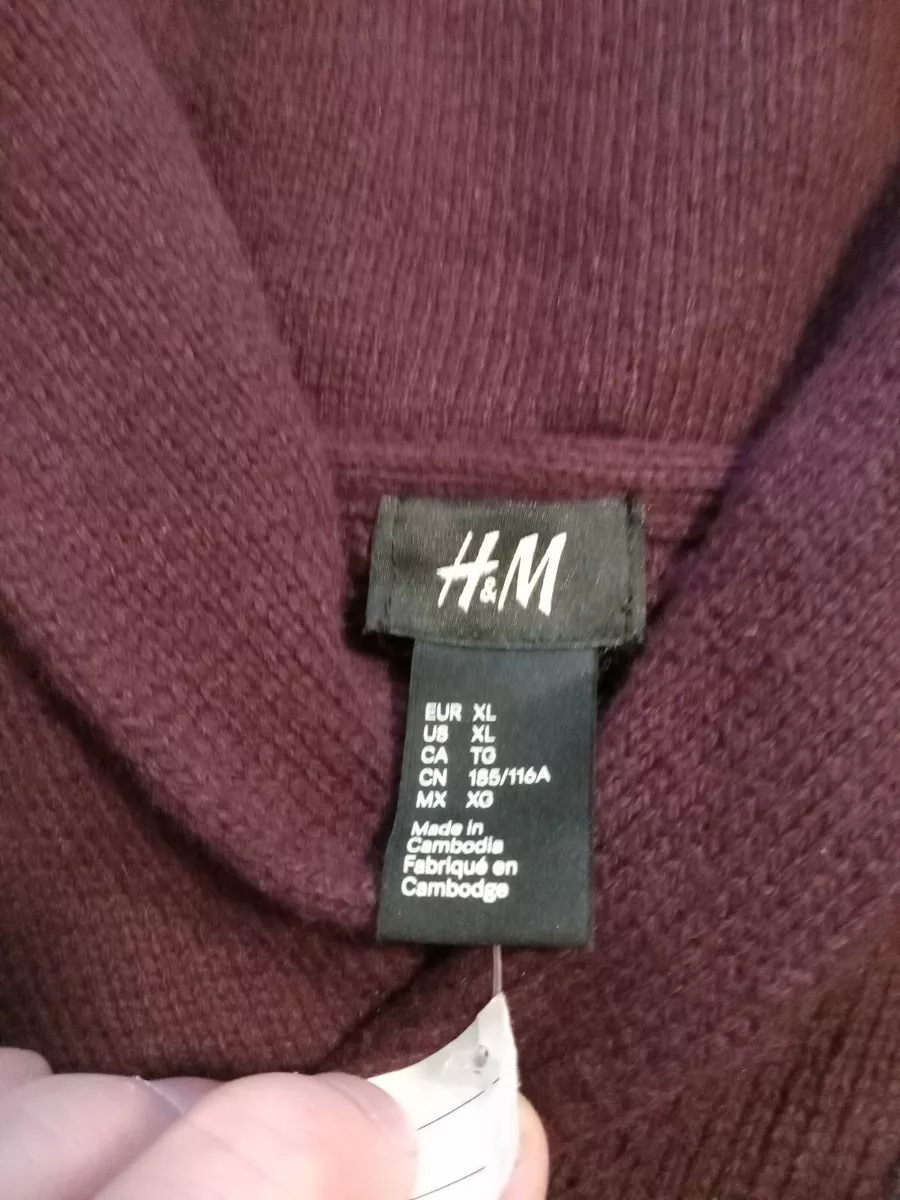 H&M
EUR XL
US XL
CA TG
CN 185/116A
MX XG
Made in
Cambodia
Fabriqué en
Cambodge